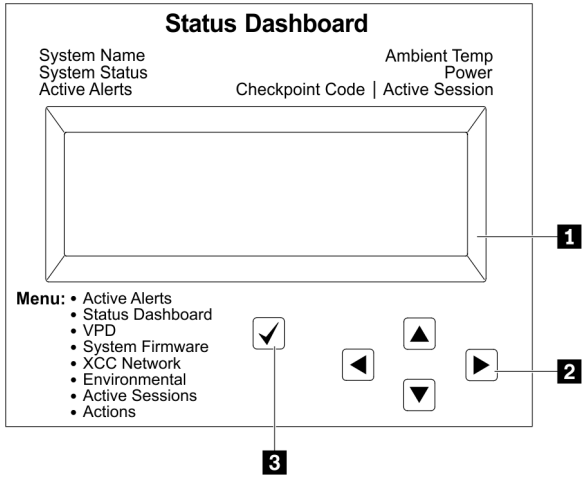 Status Dashboard
System Name
System Status
Active Alerts
Ambient Temp
Power
Checkpoint Code | Active Session
1
Menu:
• Active Alerts
• Status Dashboard
• VPD
• System Firmware
• XCC Network
• Environmental
• Active Sessions
• Actions
2
3